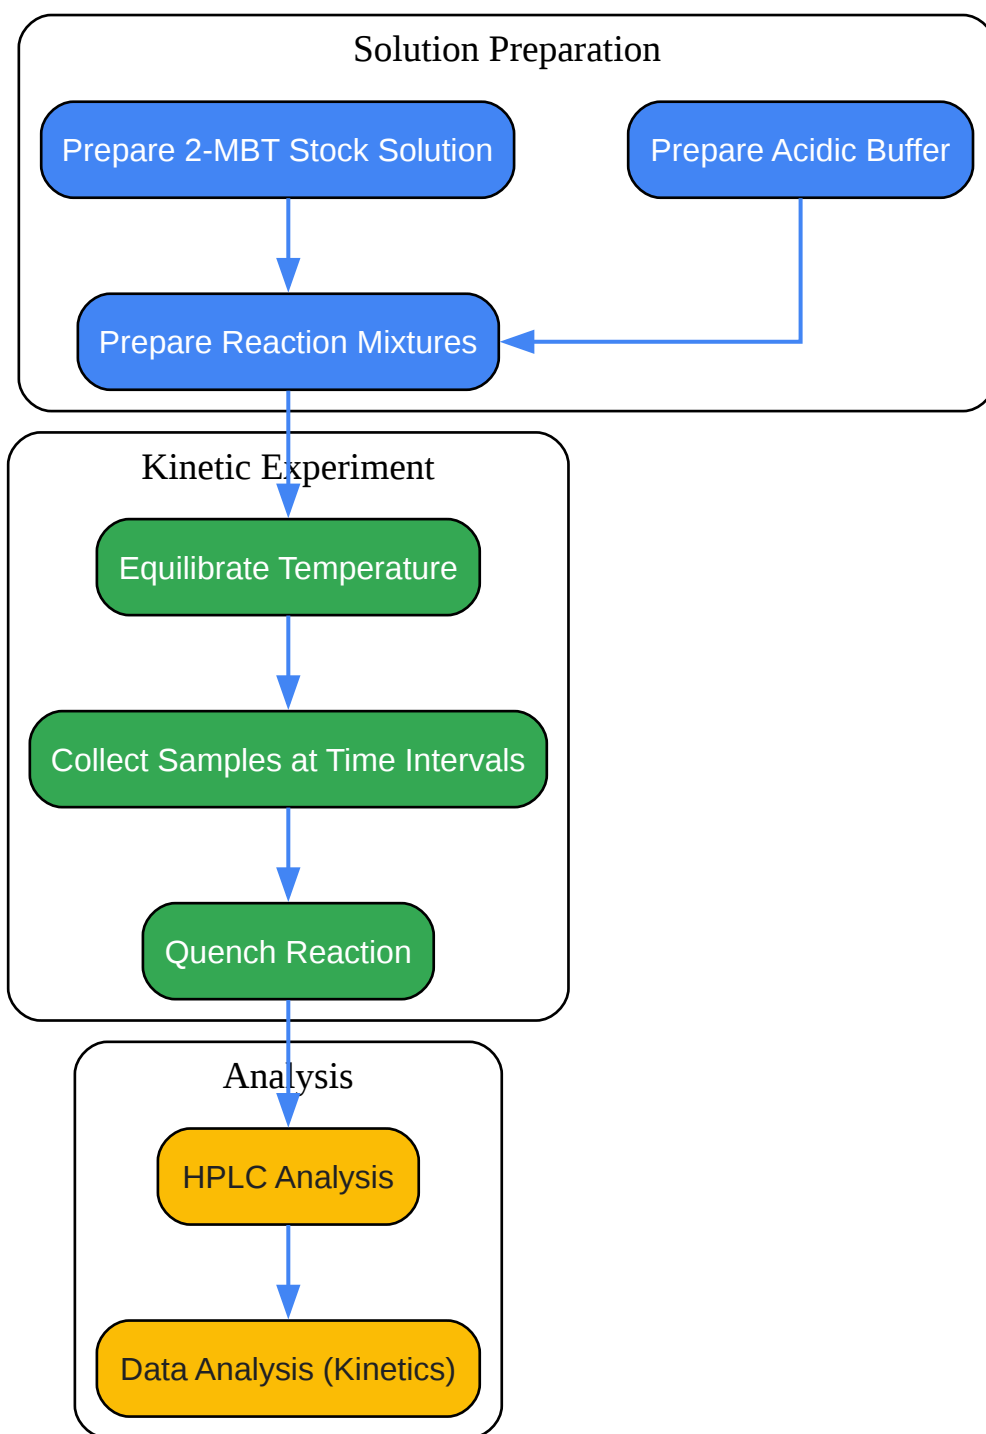 Solution Preparation
Prepare 2-MBT Stock Solution
Prepare Acidic Buffer
Prepare Reaction Mixtures
Kinetic Experiment
Equilibrate Temperature
Collect Samples at Time Intervals
Quench Reaction
Analysis
HPLC Analysis
Data Analysis (Kinetics)